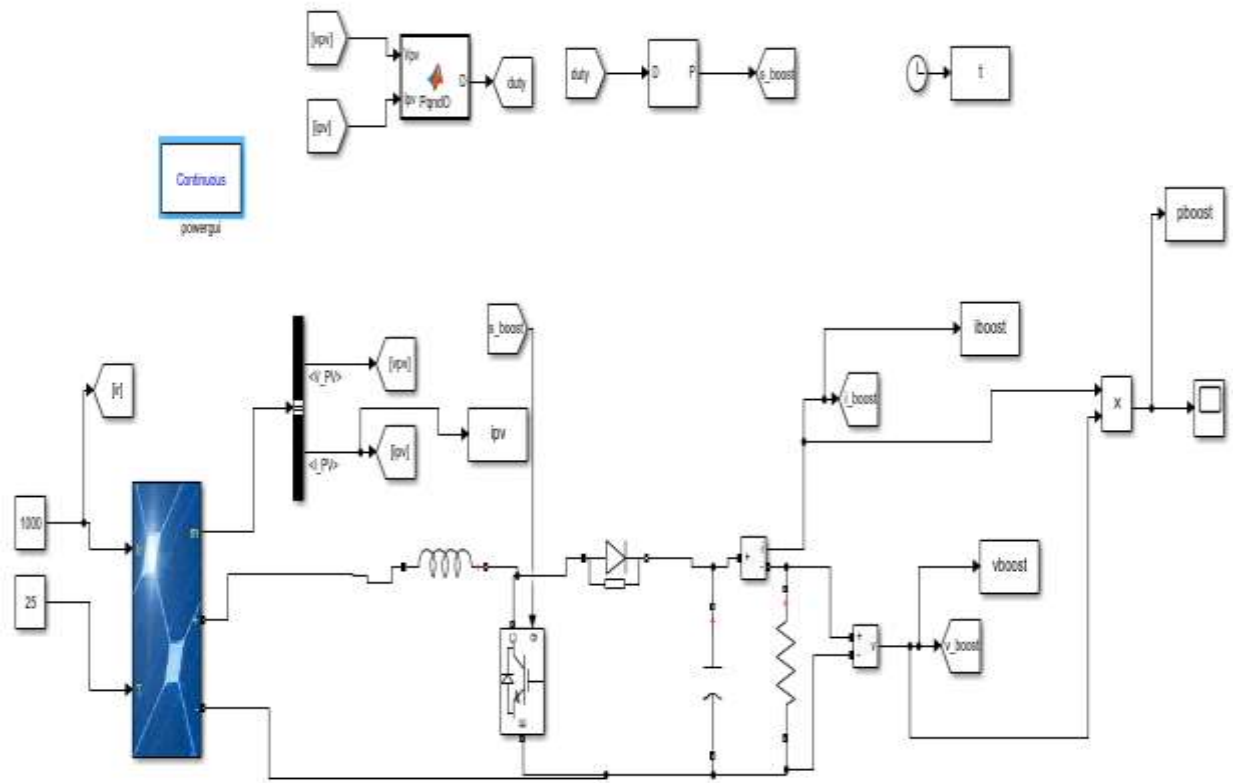 [vpv]
Vpv
Ipv
D
PandO
[ipv]
duty
duty
D
P
s_boost
t
Continuous
powergui
pboost
s_boost
iboost
[ir]
<V_PV>
[vpv]
i_boost
X
<I_PV>
[ipv]
ipv
1000
m
25
+
vboost
+
-
v
v_boost
g
C
E